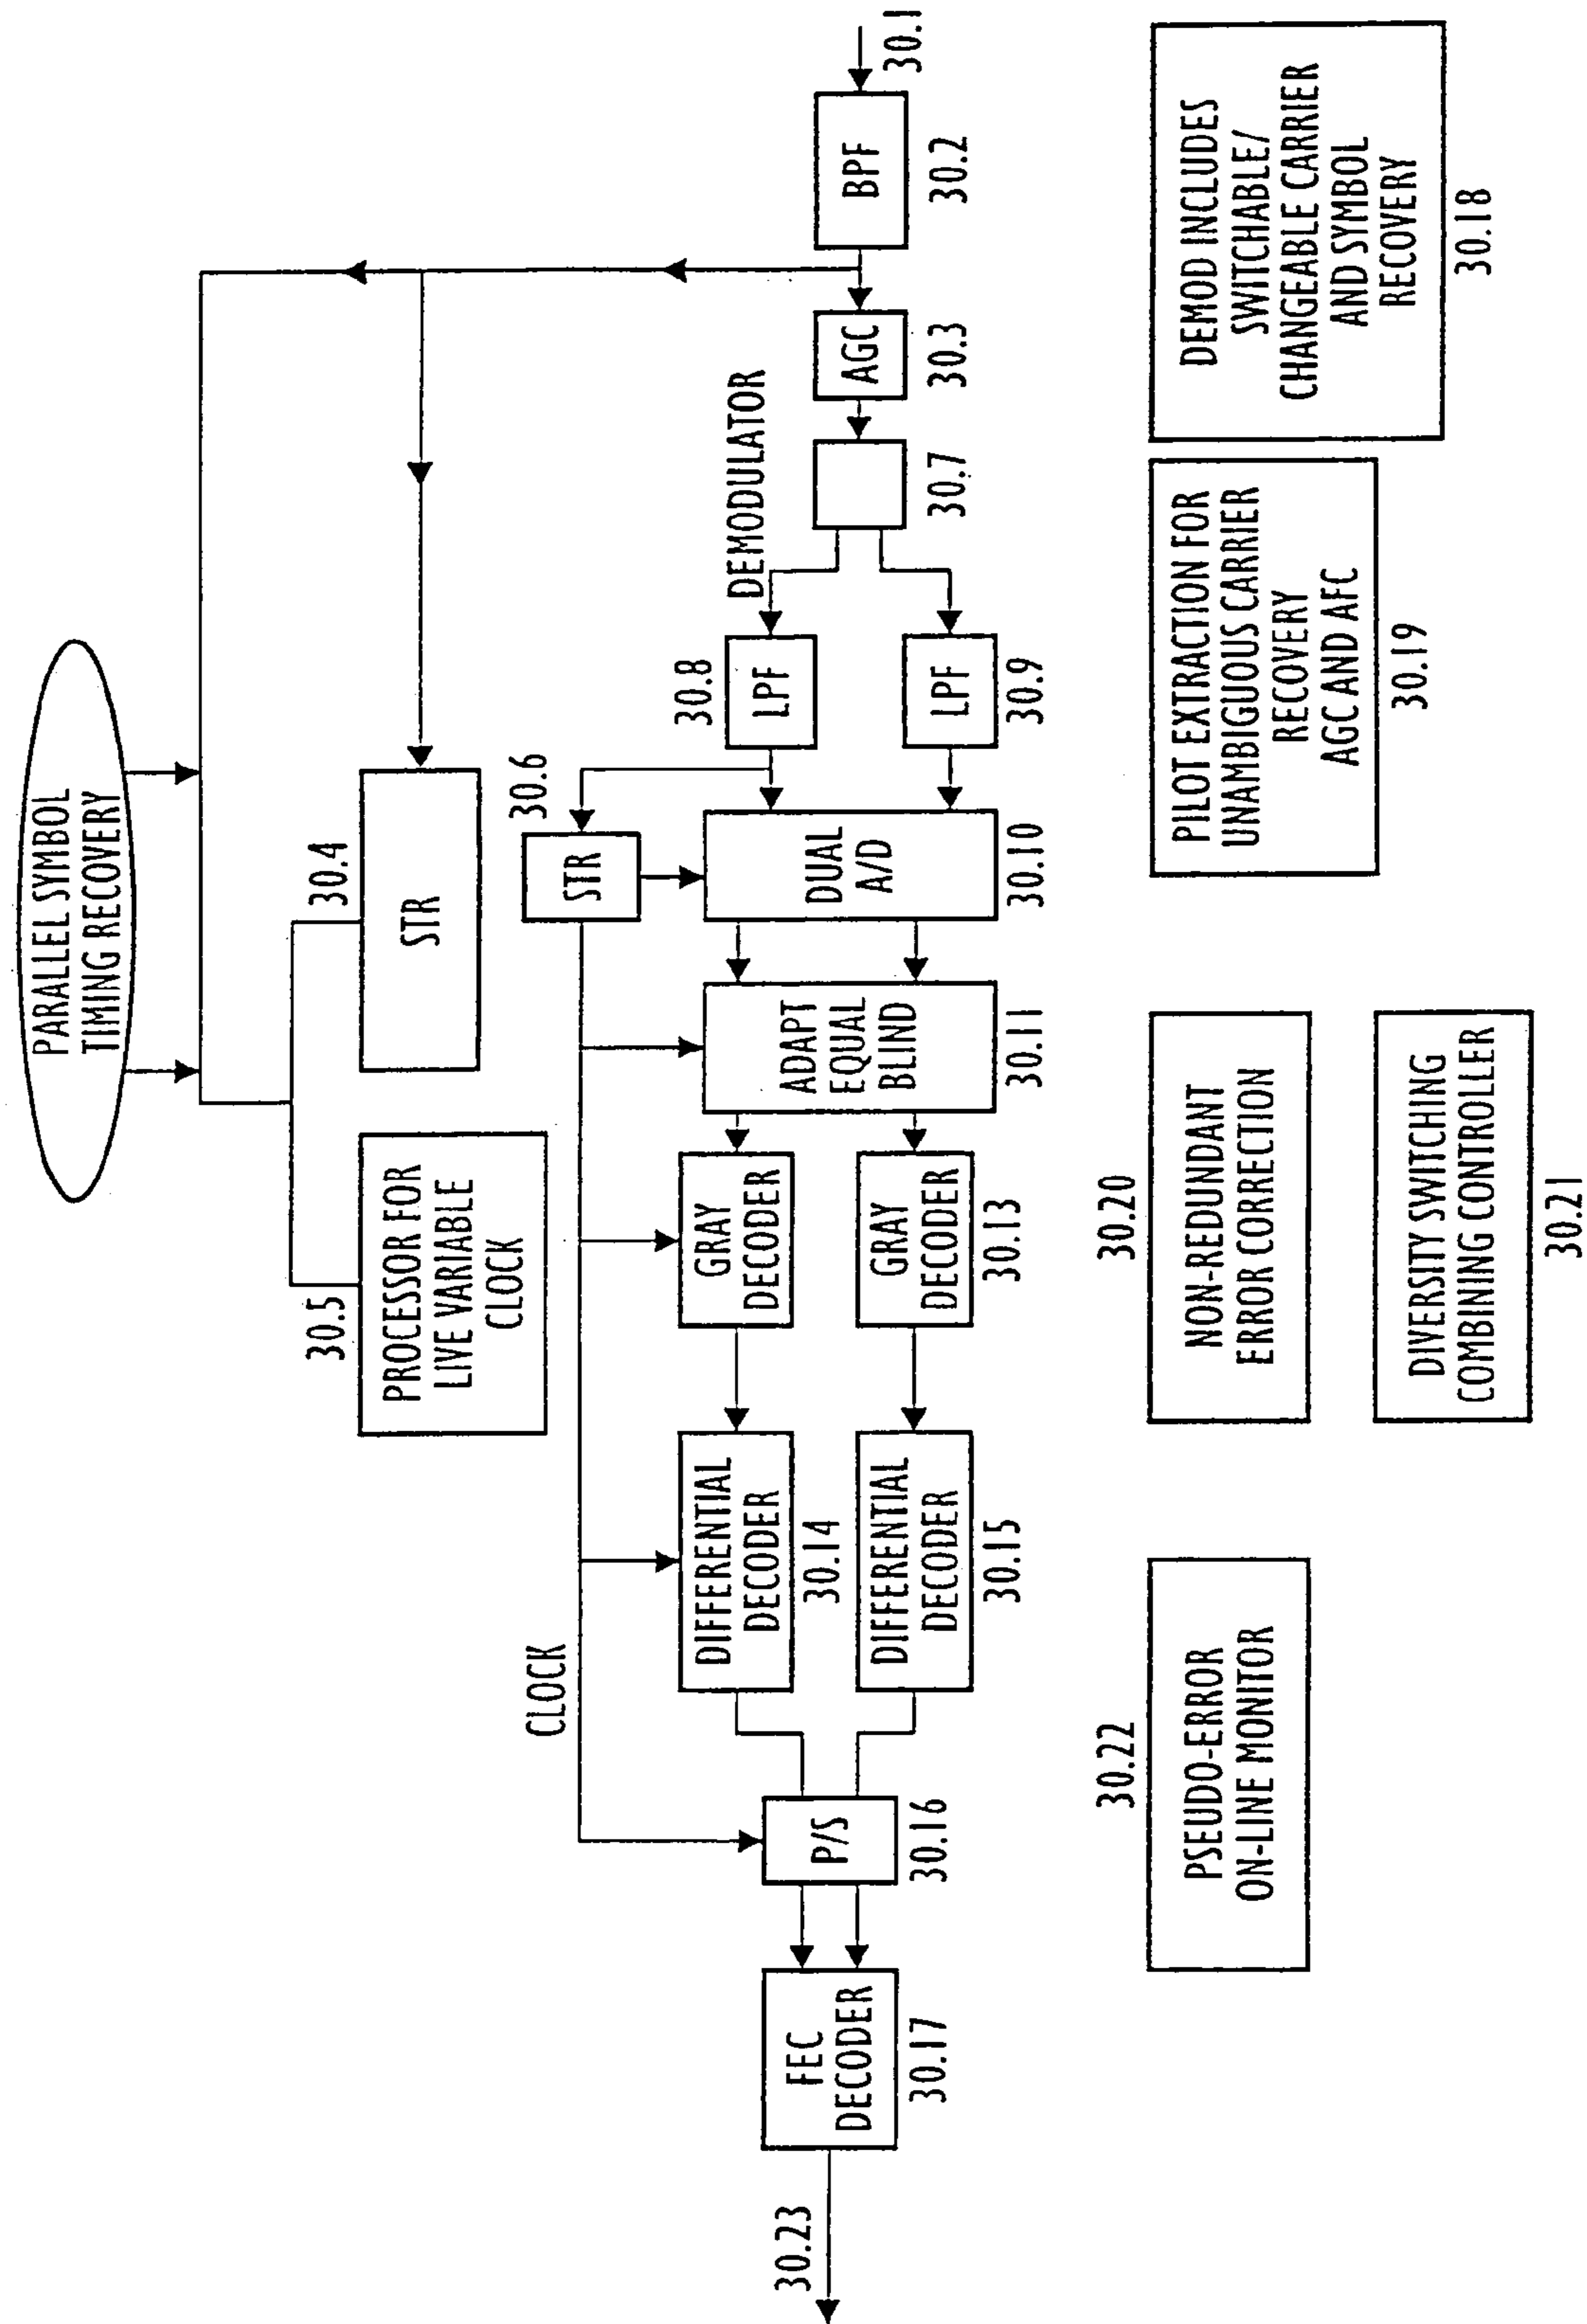 PARALLEL SYMBOL
TIMING RECOVERY
30.5
PROCESSOR FOR
LIVE VARIABLE
CLOCK
30.4
STR
CLOCK
30.6
STR
30.23
FEC
DECODER
30.17
P/S
30.16
DIFFERENTIAL
DECODER
30.14
DIFFERENTIAL
DECODER
30.15
GRAY
DECODER
GRAY
DECODER
30.13
ADAPT
EQUAL
BLIND
30.11
DUAL
A/D
30.10
30.8
LPF
LPF
30.9
DEMODULATOR
30.7
AGC
30.3
BPF
30.2
30.1
30.22
PSEUDO-ERROR
ON-LINE MONITOR
30.20
NON-REDUNDANT
ERROR CORRECTION
DIVERSITY SWITCHING
COMBINING CONTROLLER
30.21
PILOT EXTRACTION FOR
UNAMBIGUOUS CARRIER
RECOVERY
AGC AND AFC
30.19
DEMOD INCLUDES
SWITCHABLE/
CHANGEABLE CARRIER
AND SYMBOL
RECOVERY
30.18